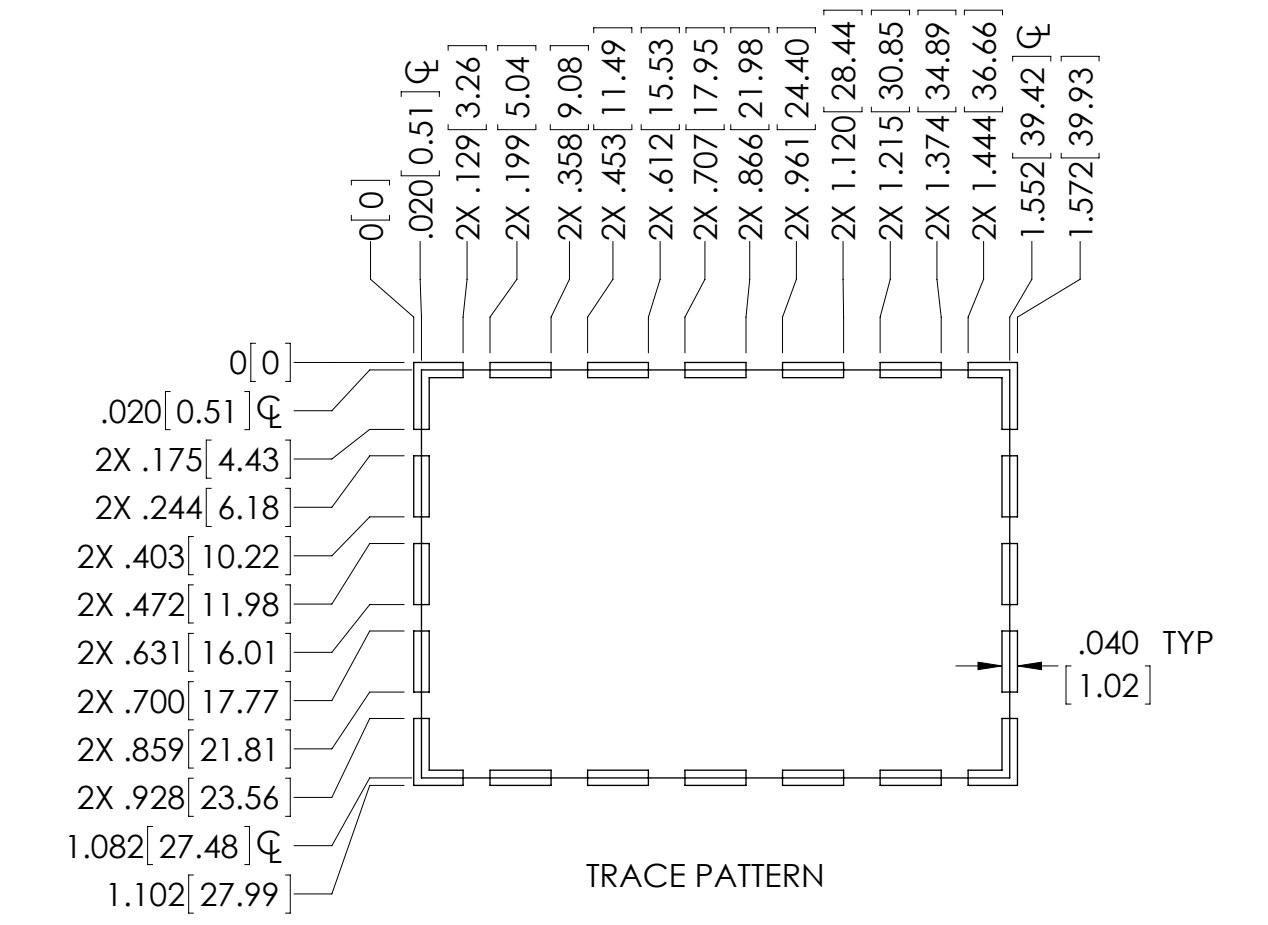 0[0]
.020[0.51]℄
2X .129[3.26]
2X .199[5.04]
2X .358[9.08]
2X .453[11.49]
2X .612[15.53]
2X .707[17.95]
2X .866[21.98]
2X .961[24.40]
2X 1.120[28.44]
2X 1.215[30.85]
2X 1.374[34.89]
2X 1.444[36.66]
1.552[39.42]℄
1.572[39.93]
0[0]
.020[0.51]℄
2X .175[4.43]
2X .244[6.18]
2X .403[10.22]
2X .472[11.98]
2X .631[16.01]
2X .700[17.77]
2X .859[21.81]
2X .928[23.56]
1.082[27.48]℄
1.102[27.99]
.040 TYP
[1.02]
TRACE PATTERN